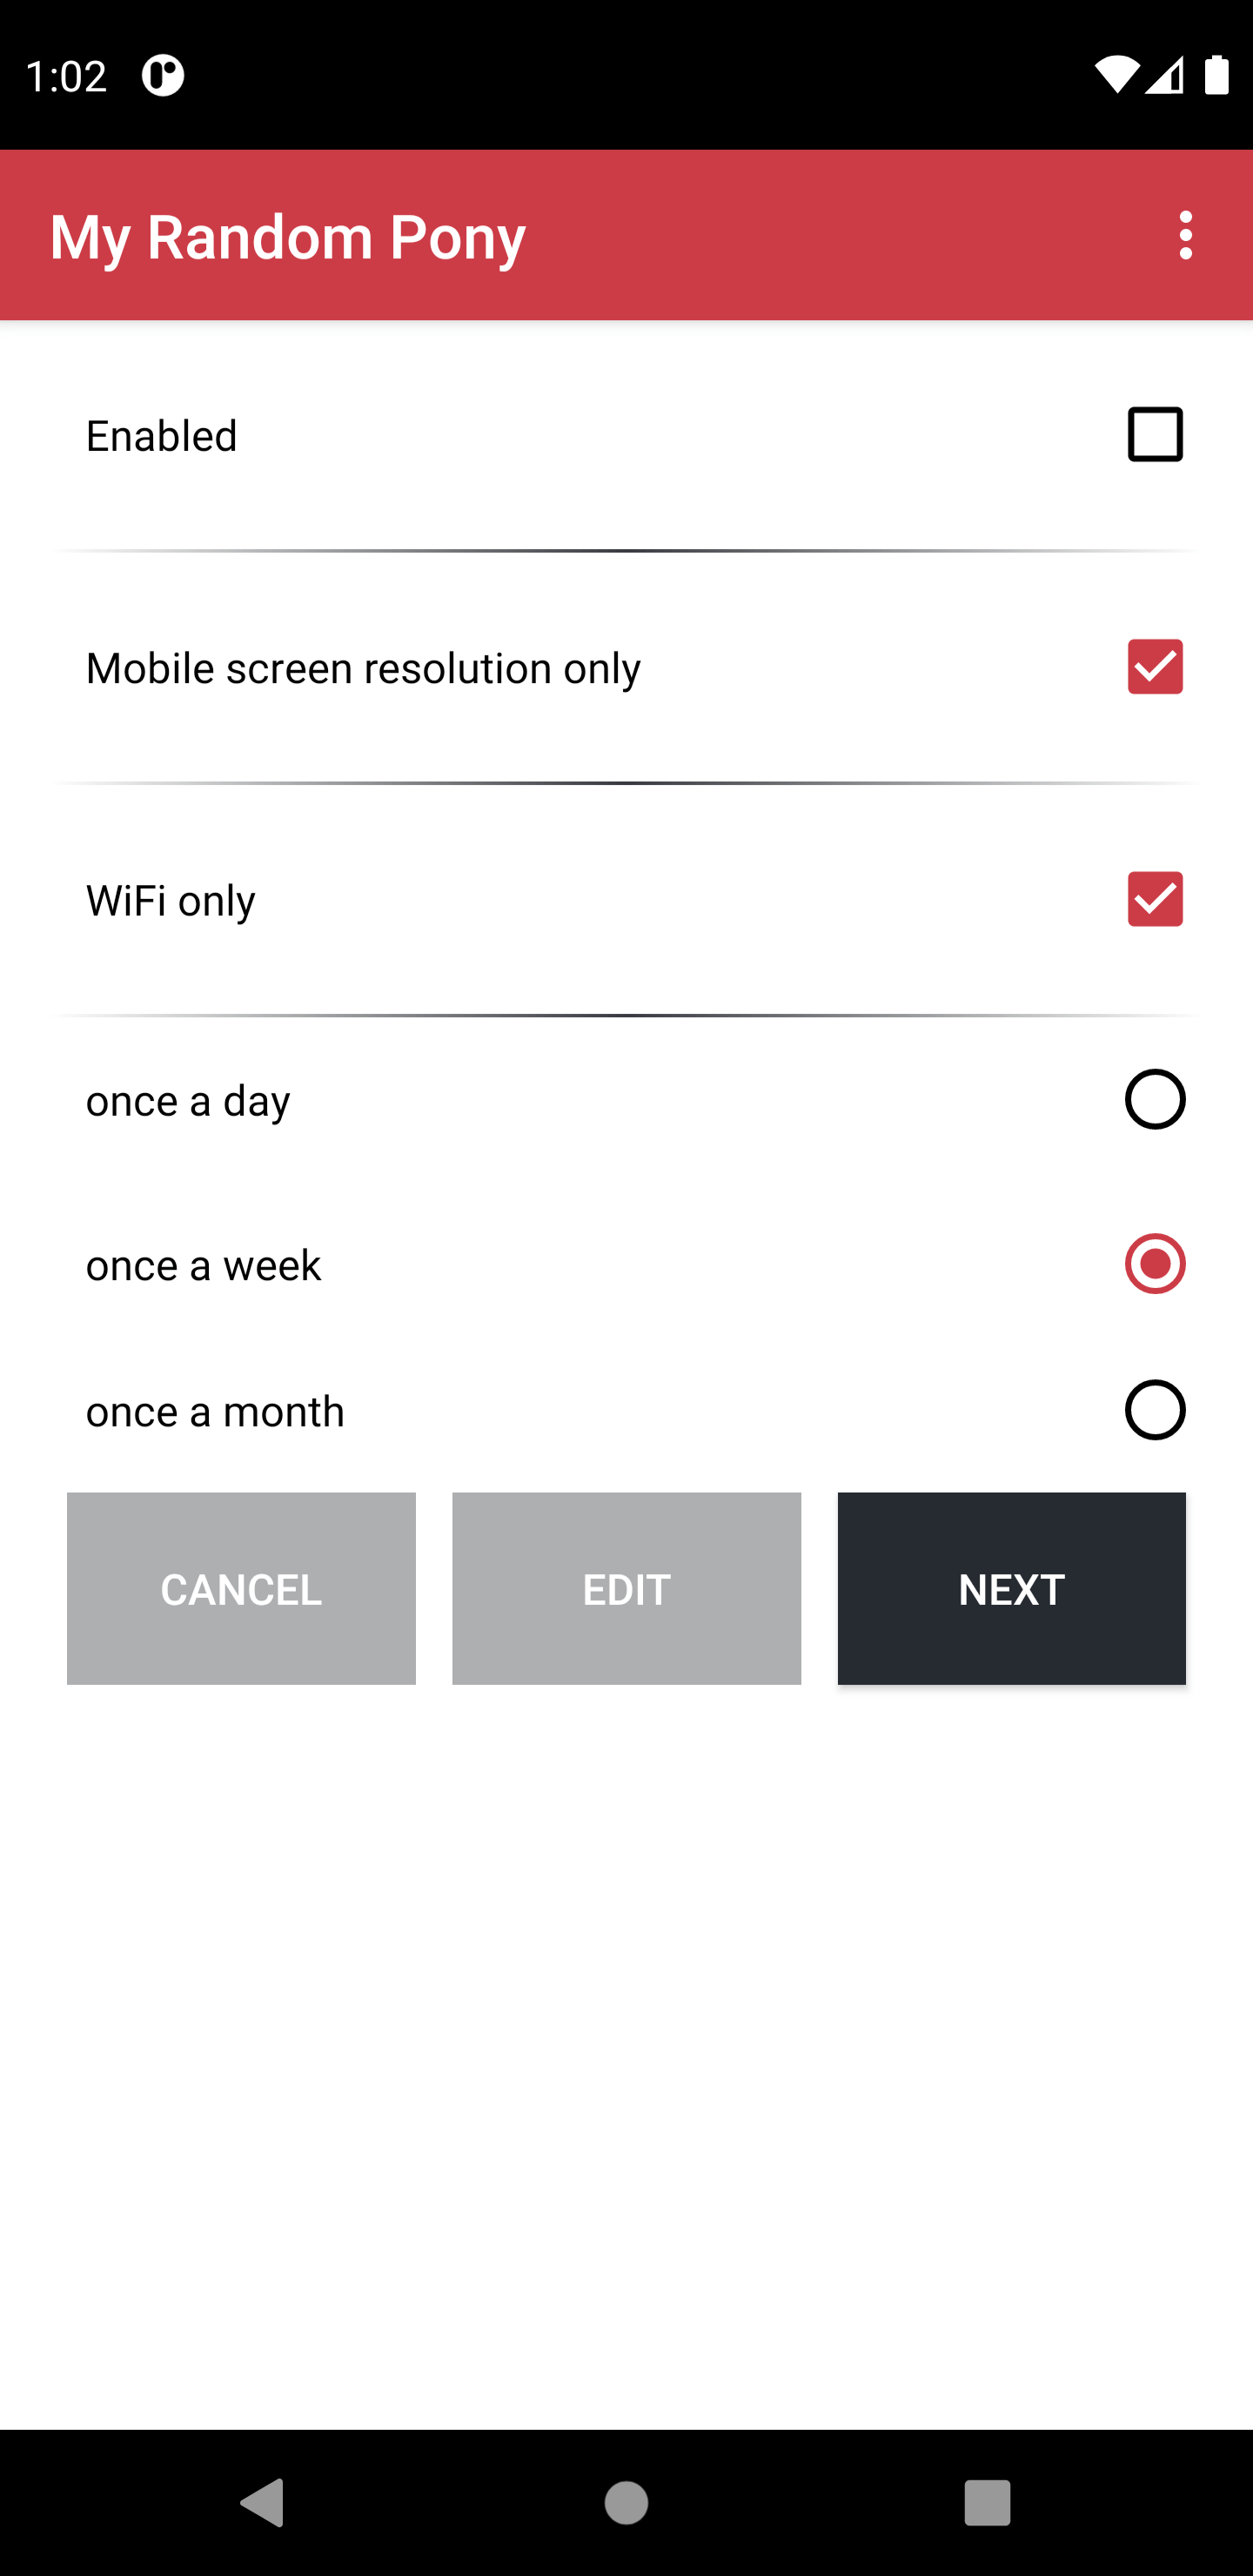 1:02
My Random Pony
Enabled
Mobile screen resolution only
WiFi only
once a day
once a week
once a month
CANCEL EDIT NEXT